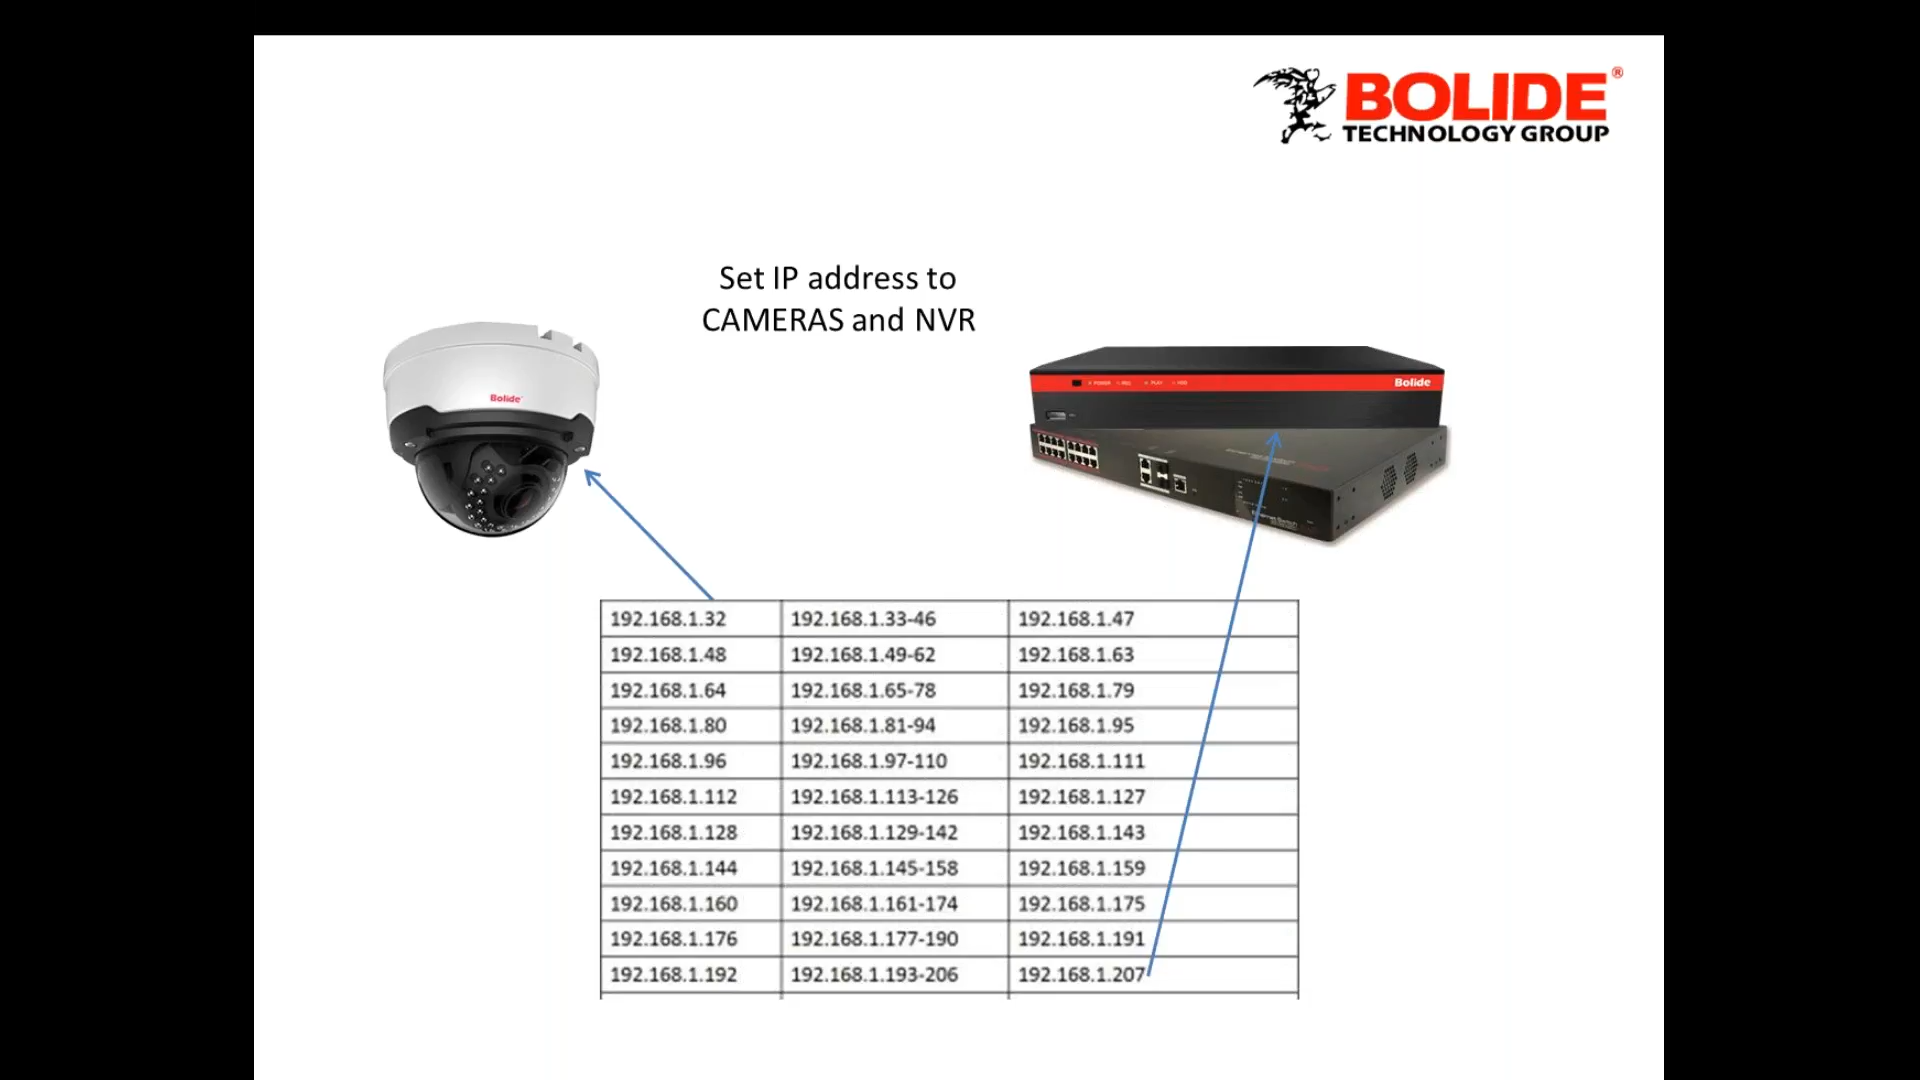 BOLIDE®
TECHNOLOGY GROUP
Set IP address to
CAMERAS and NVR
Bolide
POWER REC PLAY HDD
Bolide
192.168.1.32 192.168.1.33-46 192.168.1.47
192.168.1.48 192.168.1.49-62 192.168.1.63
192.168.1.64 192.168.1.65-78 192.168.1.79
192.168.1.80 192.168.1.81-94 192.168.1.95
192.168.1.96 192.168.1.97-110 192.168.1.111
192.168.1.112 192.168.1.113-126 192.168.1.127
192.168.1.128 192.168.1.129-142 192.168.1.143
192.168.1.144 192.168.1.145-158 192.168.1.159
192.168.1.160 192.168.1.161-174 192.168.1.175
192.168.1.176 192.168.1.177-190 192.168.1.191
192.168.1.192 192.168.1.193-206 192.168.1.207